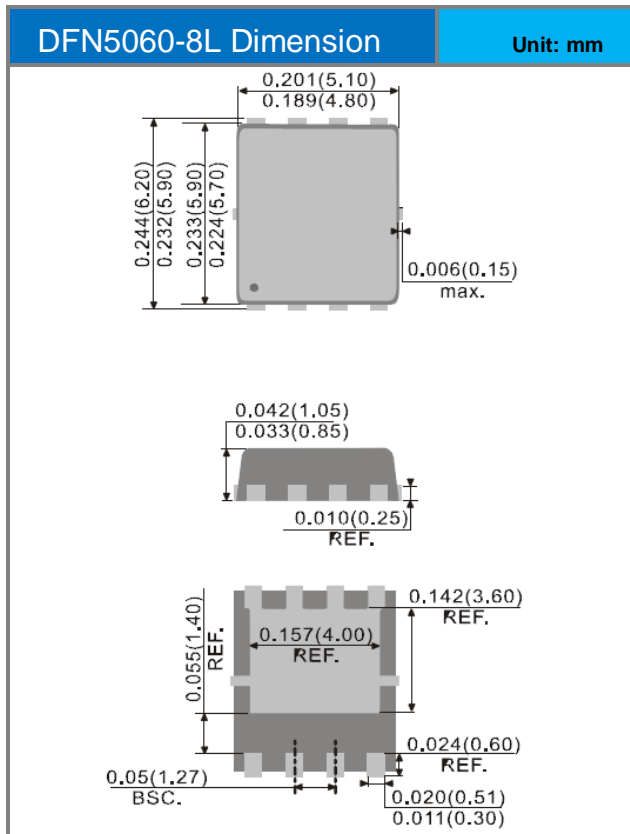 DFN5060-8L Dimension
Unit: mm
0.201(5.10)
0.189(4.80)
0.244(6.20)
0.232(5.90)
0.233(5.90)
0.224(5.70)
0.006(0.15)
max.
0.042(1.05)
0.033(0.85)
0.010(0.25)
REF.
0.142(3.60)
REF.
0.157(4.00)
REF.
0.055(1.40)
REF.
0.024(0.60)
REF.
0.05(1.27)
BSC.
0.020(0.51)
0.011(0.30)